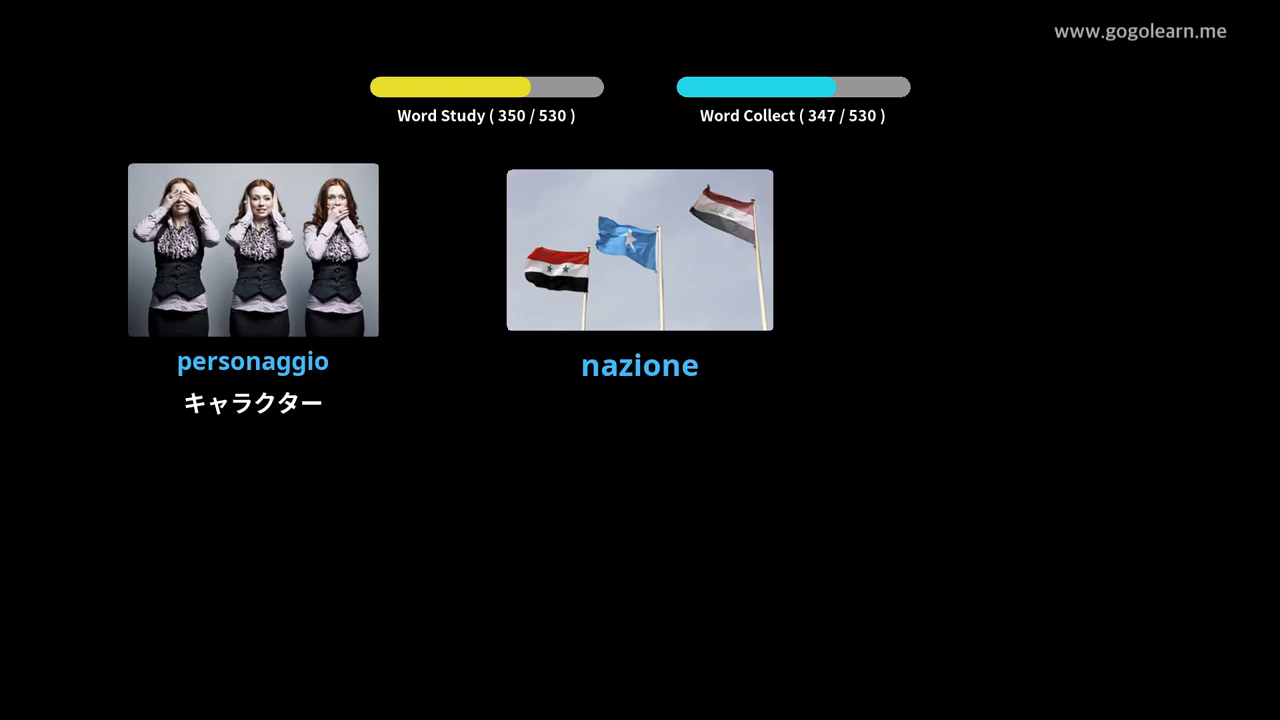 www.gogolearn.me
Word Study ( 350 / 530 )
Word Collect ( 347 / 530 )
personaggio
キャラクター
nazione